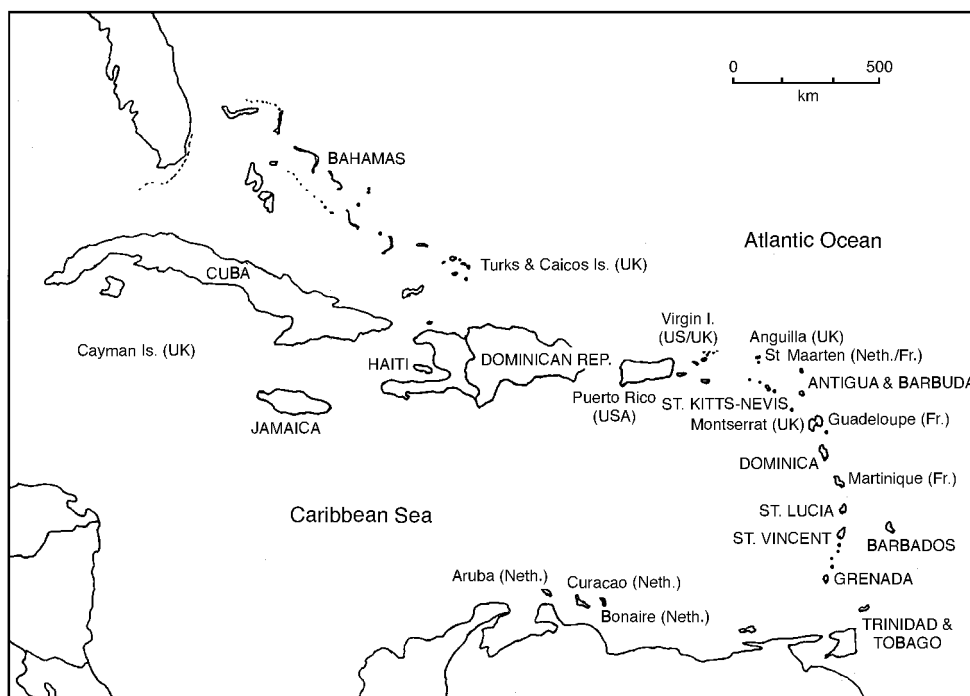 0 500
km
BAHAMAS
Atlantic Ocean
Turks & Caicos Is. (UK)
CUBA
Virgin I.
(US/UK)
Anguilla (UK)
Cayman Is. (UK)
St Maarten (Neth./Fr.)
HAITI
DOMINICAN REP.
ANTIGUA & BARBUDA
Puerto Rico
(USA)
ST. KITTS-NEVIS
JAMAICA
Montserrat (UK)
Guadeloupe (Fr.)
DOMINICA
Martinique (Fr.)
Caribbean Sea
ST. LUCIA
ST. VINCENT
BARBADOS
Aruba (Neth.)
Curacao (Neth.)
GRENADA
Bonaire (Neth.)
TRINIDAD &
TOBAGO